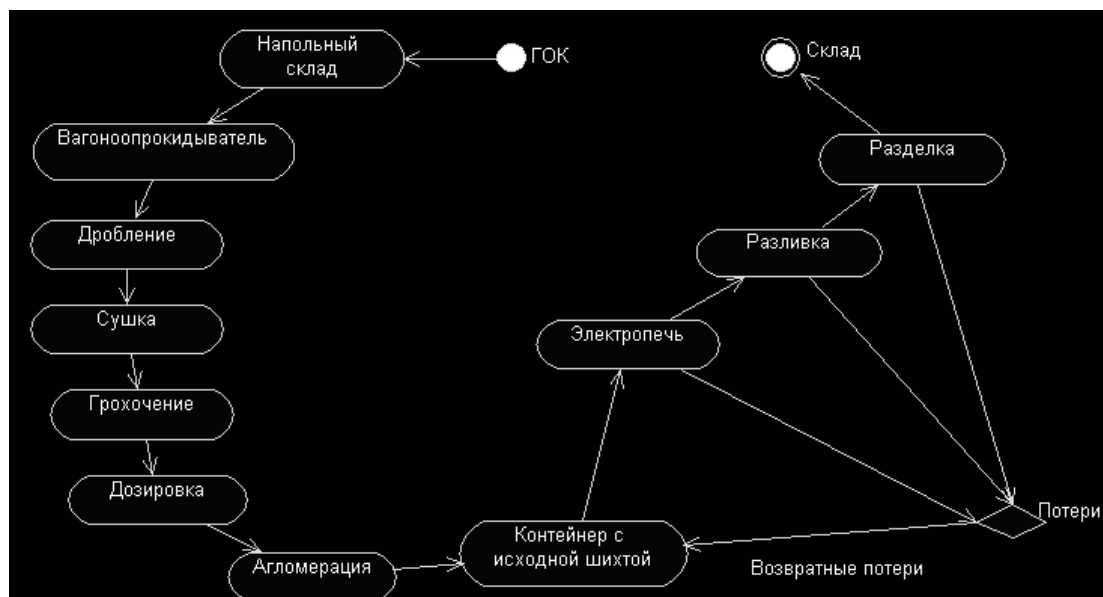 Напольный
склад
ГОК
Склад
Вагоноопрокидыватель
Разделка
Дробление
Разливка
Сушка
Электропечь
Грохочение
Дозировка
Потери
Контейнер с
исходной шихтой
Агломерация
Возвратные потери